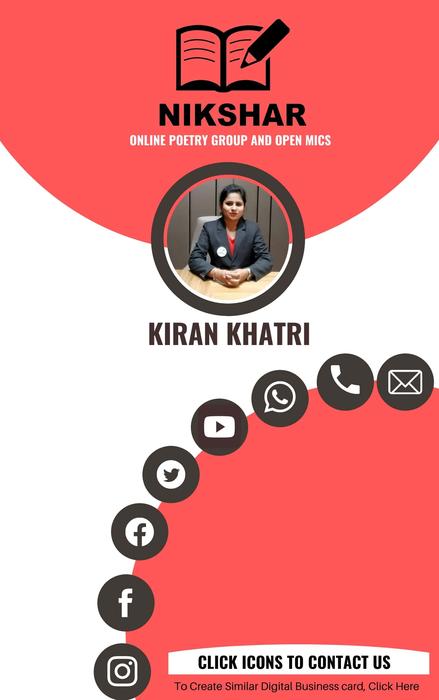 NIKSHAR
ONLINE POETRY GROUP AND OPEN MICS
KIRAN KHATRI
CLICK ICONS TO CONTACT US
To Create Similar Digital Business card, Click Here